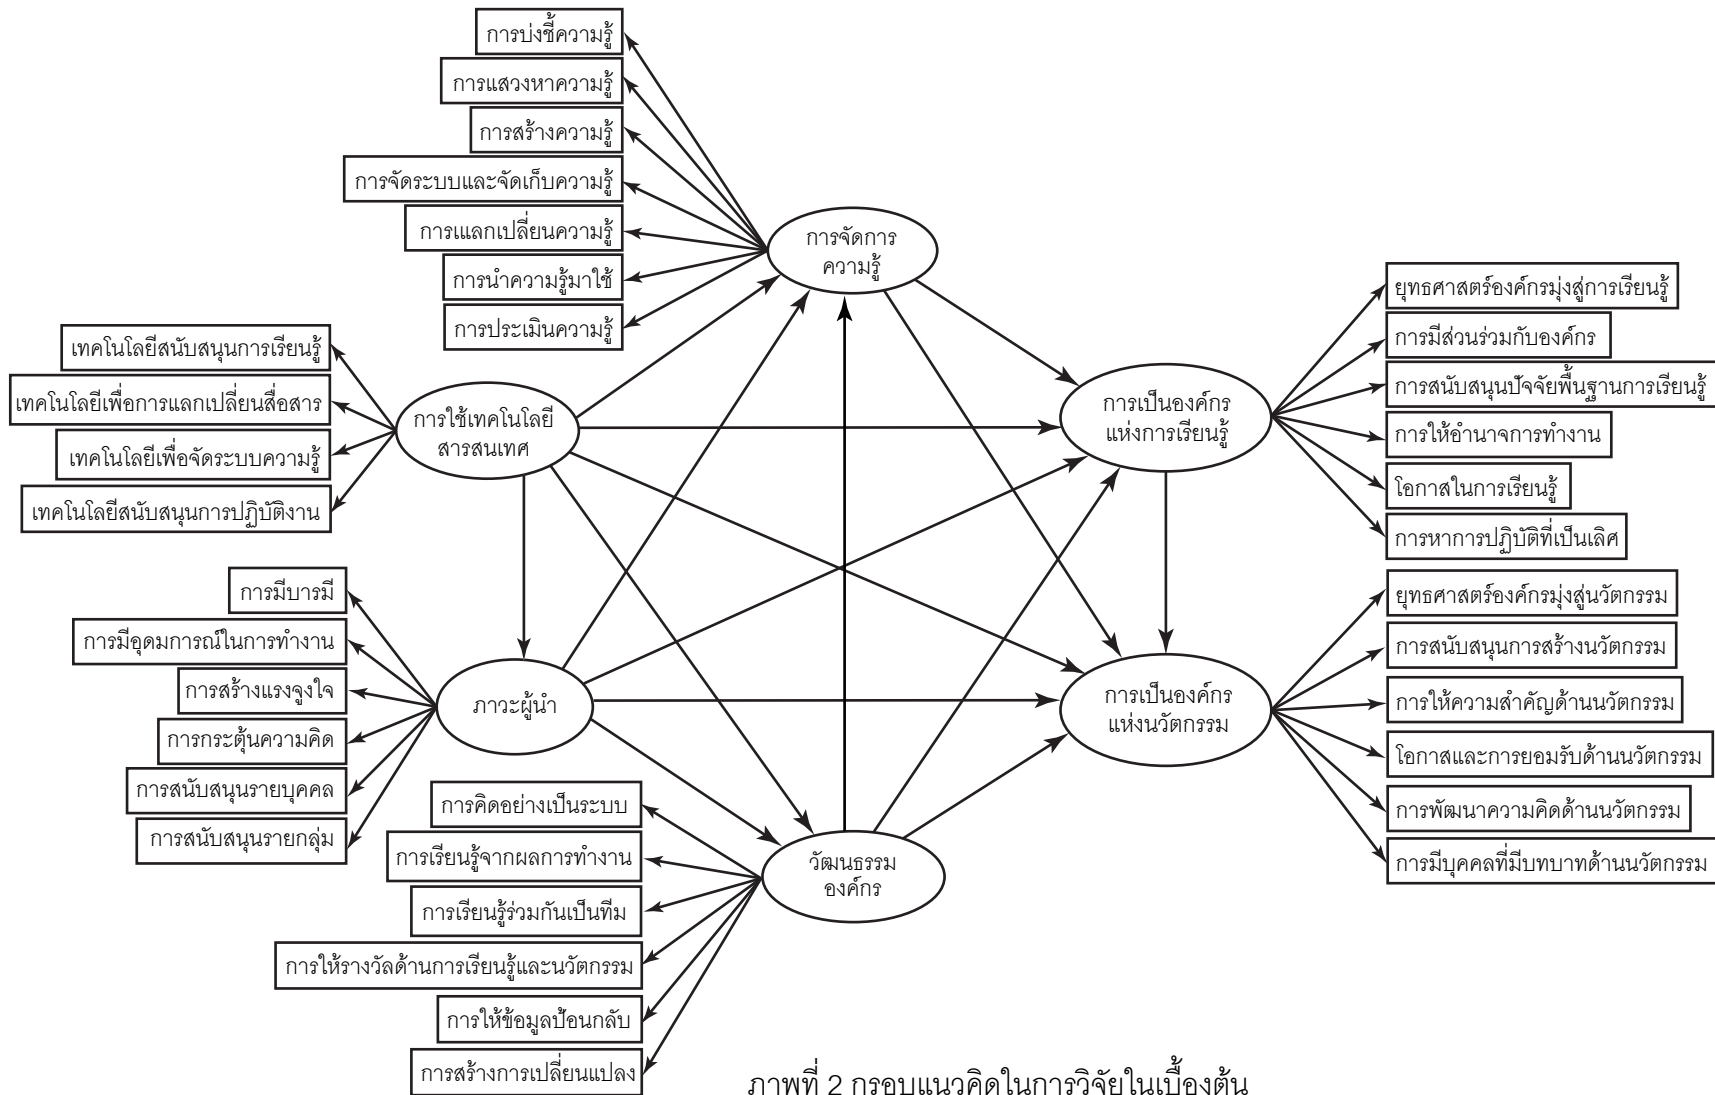 การบ่งชี้ความรู้
การแสวงหาความรู้
การสร้างความรู้
การจัดระบบและจัดเก็บความรู้
การแลกเปลี่ยนความรู้
การนำความรู้มาใช้
การประเมินความรู้
การจัดการ
ความรู้
เทคโนโลยีสนับสนุนการเรียนรู้
เทคโนโลยีเพื่อการแลกเปลี่ยนสื่อสาร
เทคโนโลยีเพื่อจัดระบบความรู้
เทคโนโลยีสนับสนุนการปฏิบัติงาน
การใช้เทคโนโลยี
สารสนเทศ
การเป็นองค์กร
แห่งการเรียนรู้
ยุทธศาสตร์องค์กรมุ่งสู่การเรียนรู้
การมีส่วนร่วมกับองค์กร
การสนับสนุนปัจจัยพื้นฐานการเรียนรู้
การให้อำนาจการทำงาน
โอกาสในการเรียนรู้
การหาการปฏิบัติที่เป็นเลิศ
การมีบารมี
การมีอุดมการณ์ในการทำงาน
การสร้างแรงจูงใจ
การกระตุ้นความคิด
การสนับสนุนรายบุคคล
การสนับสนุนรายกลุ่ม
ภาวะผู้นำ
การเป็นองค์กร
แห่งนวัตกรรม
ยุทธศาสตร์องค์กรมุ่งสู่นวัตกรรม
การสนับสนุนการสร้างนวัตกรรม
การให้ความสำคัญด้านนวัตกรรม
โอกาสและการยอมรับด้านนวัตกรรม
การพัฒนาความคิดด้านนวัตกรรม
การมีบุคคลที่มีบทบาทด้านนวัตกรรม
การคิดอย่างเป็นระบบ
การเรียนรู้จากผลการทำงาน
การเรียนรู้ร่วมกันเป็นทีม
การให้รางวัลด้านการเรียนรู้และนวัตกรรม
การให้ข้อมูลป้อนกลับ
การสร้างการเปลี่ยนแปลง
วัฒนธรรม
องค์กร
ภาพที่ 2 กรอบแนวคิดในการวิจัยในเบื้องต้น